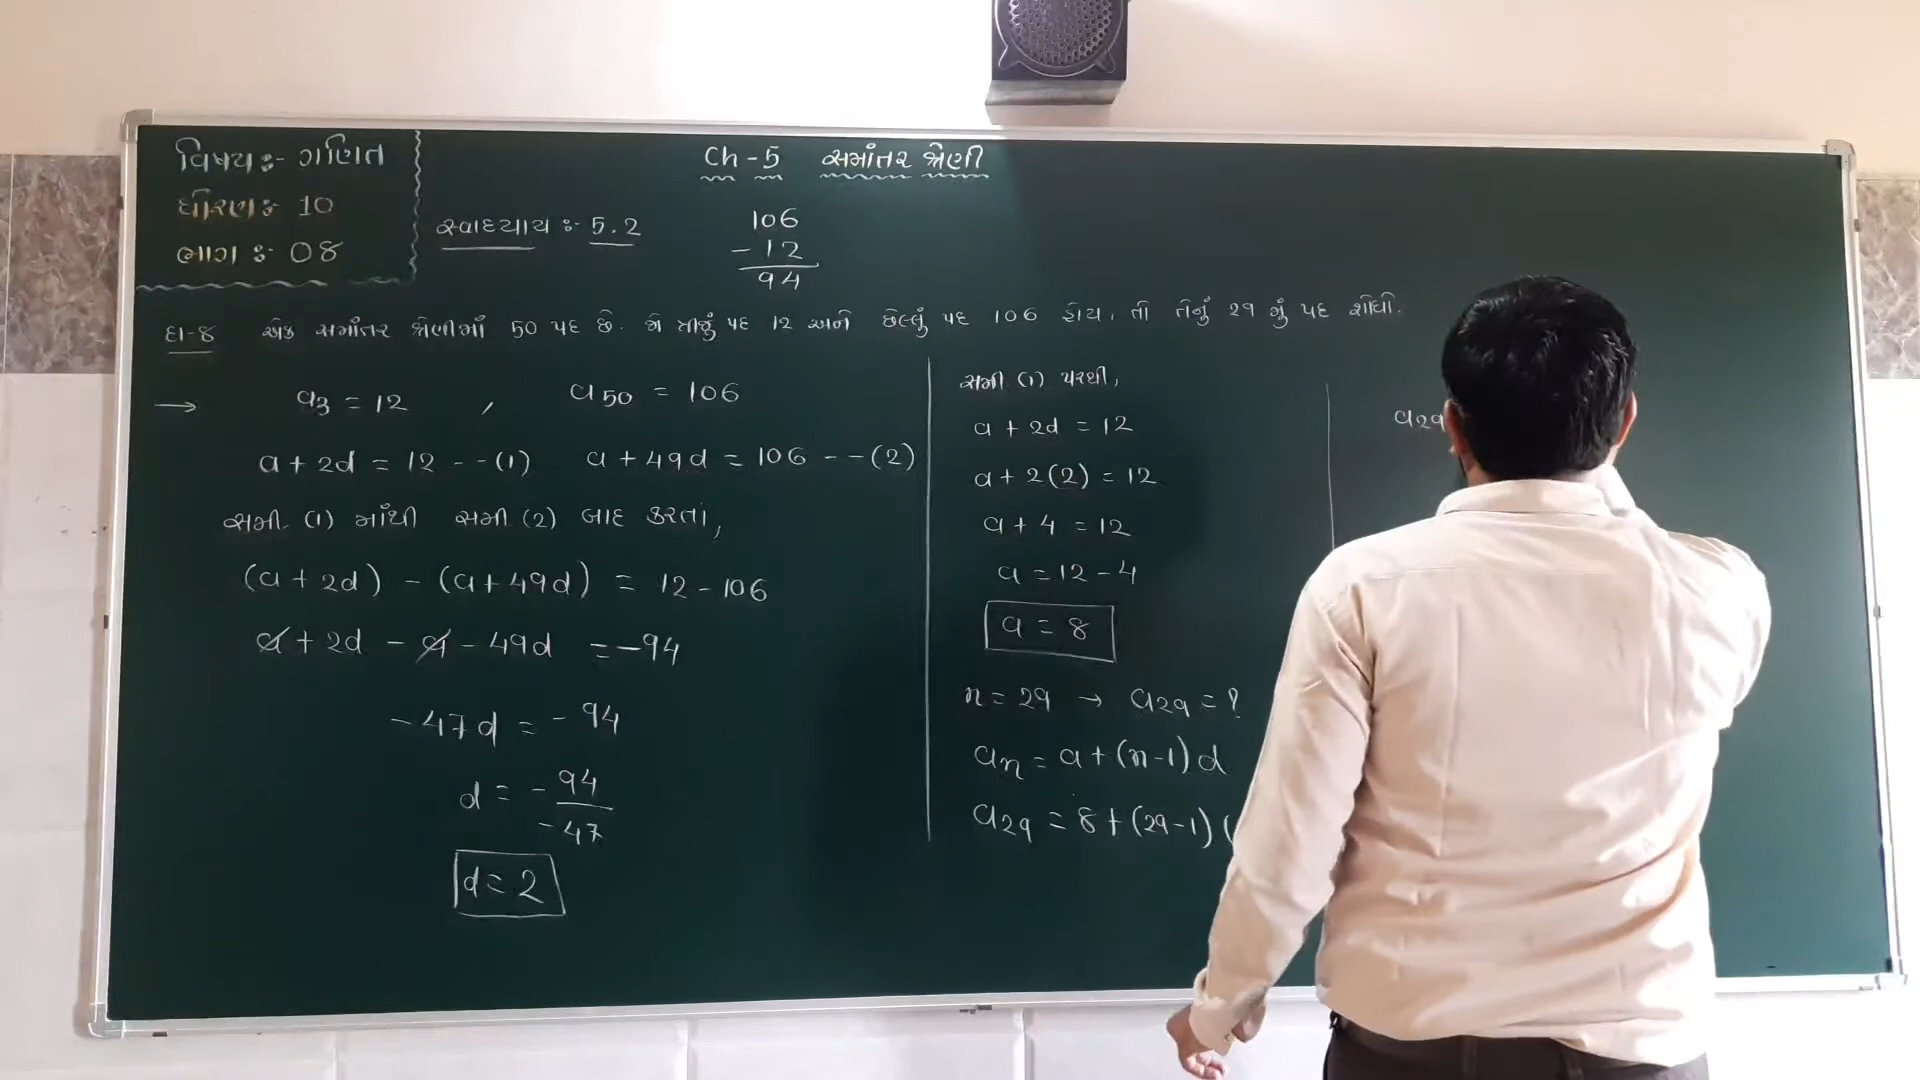 વિષય :- ગણિત
ધોરણ :- 10
ભાગ :- 08
Ch - 5 સમાંતર શ્રેણી
સ્વાધ્યાય :- 5.2
106
- 12
94
દા-8 એક સમાંતર શ્રેણીમાં 50 પદ છે. જો ત્રીજું પદ 12 અને છેલ્લું પદ 106 હોય, તો તેનું 29 મું પદ શોધો.
→ a3 = 12 , a50 = 106
a + 2d = 12 --(1) a + 49d = 106 --(2)
સમી. (1) માંથી સમી. (2) બાદ કરતાં,
(a + 2d) - (a + 49d) = 12 - 106
a + 2d - a - 49d = -94
-47d = -94
d = -94
-47
d = 2
સમી (1) પરથી,
a + 2d = 12
a + 2(2) = 12
a + 4 = 12
a = 12 - 4
a = 8
n = 29 → a29 = ?
an = a + (n-1) d
a29 = 8 + (29-1) (
a29